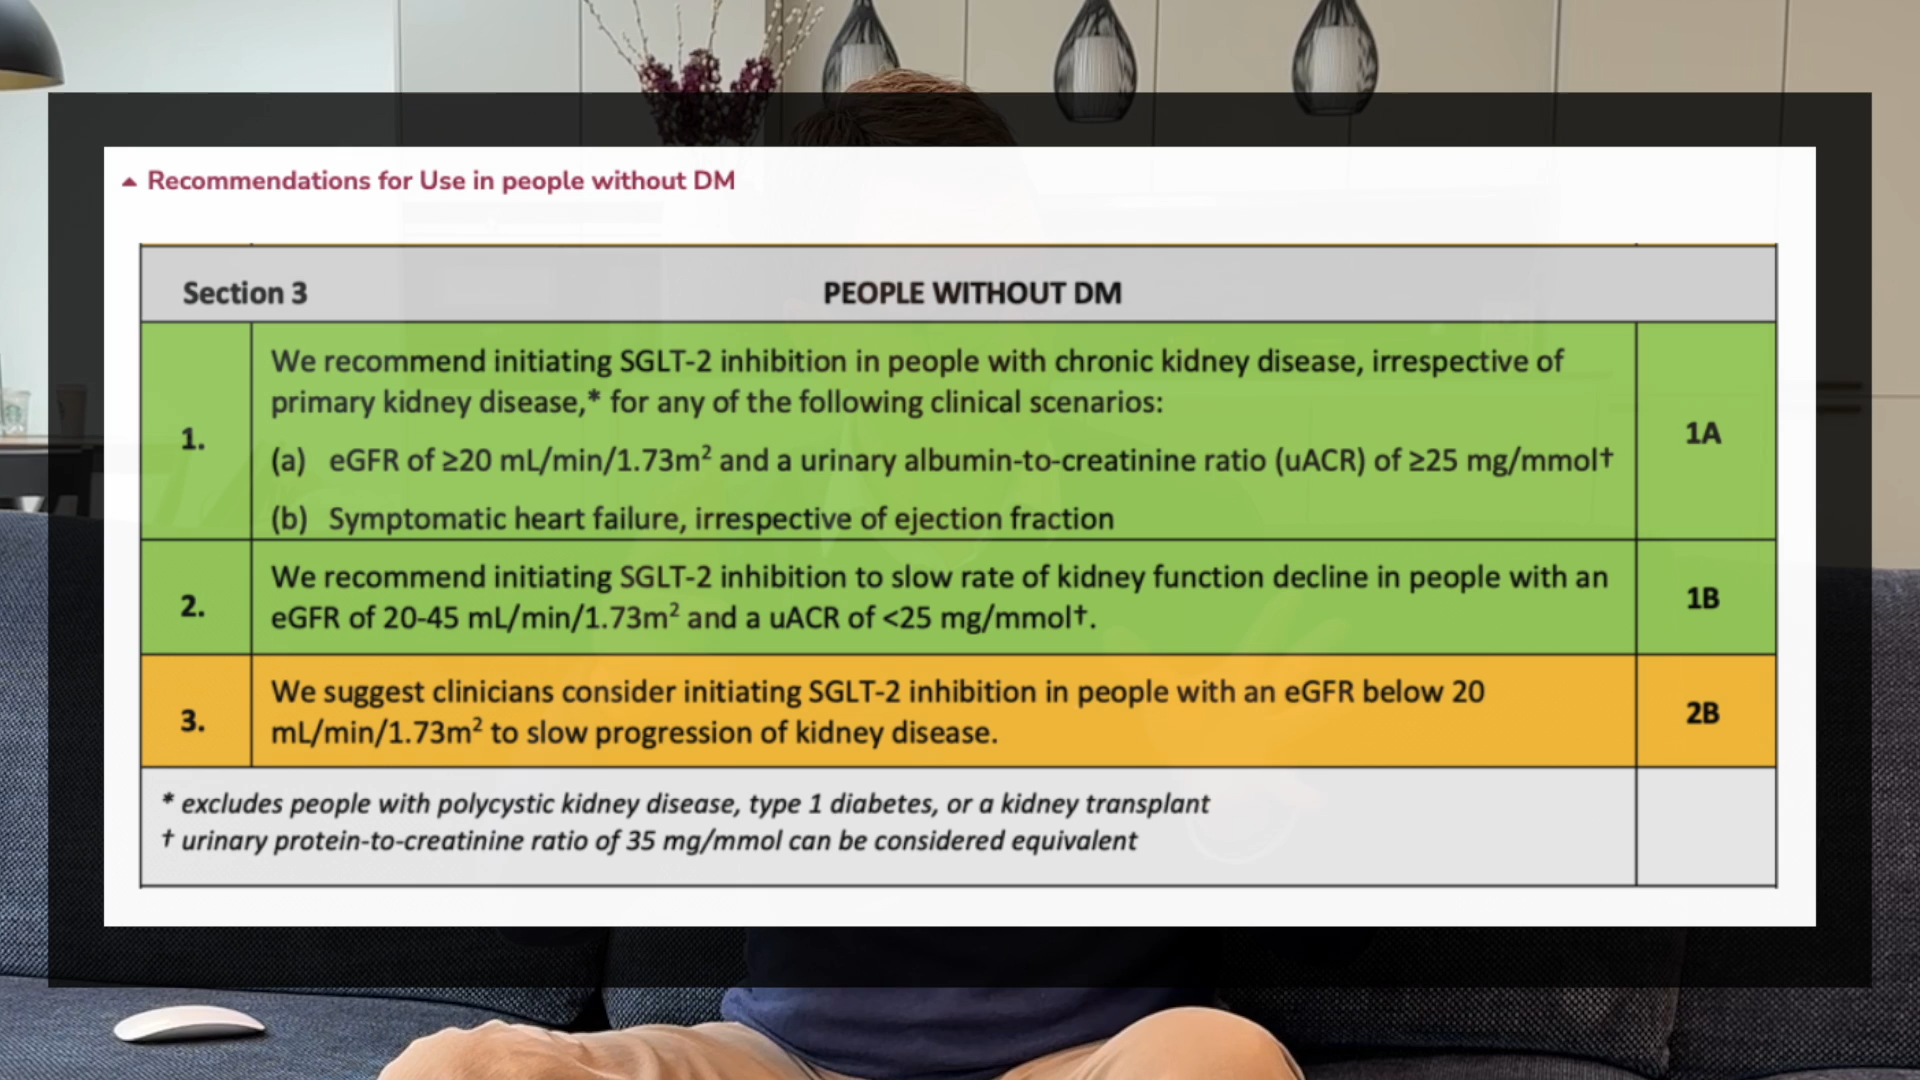 Recommendations for Use in people without DM
Section 3 PEOPLE WITHOUT DM
1. We recommend initiating SGLT-2 inhibition in people with chronic kidney disease, irrespective of
primary kidney disease,* for any of the following clinical scenarios:
(a) eGFR of ≥20 mL/min/1.73m² and a urinary albumin-to-creatinine ratio (uACR) of ≥25 mg/mmol†
(b) Symptomatic heart failure, irrespective of ejection fraction
1A
2. We recommend initiating SGLT-2 inhibition to slow rate of kidney function decline in people with an
eGFR of 20-45 mL/min/1.73m² and a uACR of <25 mg/mmol†.
1B
3. We suggest clinicians consider initiating SGLT-2 inhibition in people with an eGFR below 20
mL/min/1.73m² to slow progression of kidney disease.
2B
* excludes people with polycystic kidney disease, type 1 diabetes, or a kidney transplant
† urinary protein-to-creatinine ratio of 35 mg/mmol can be considered equivalent